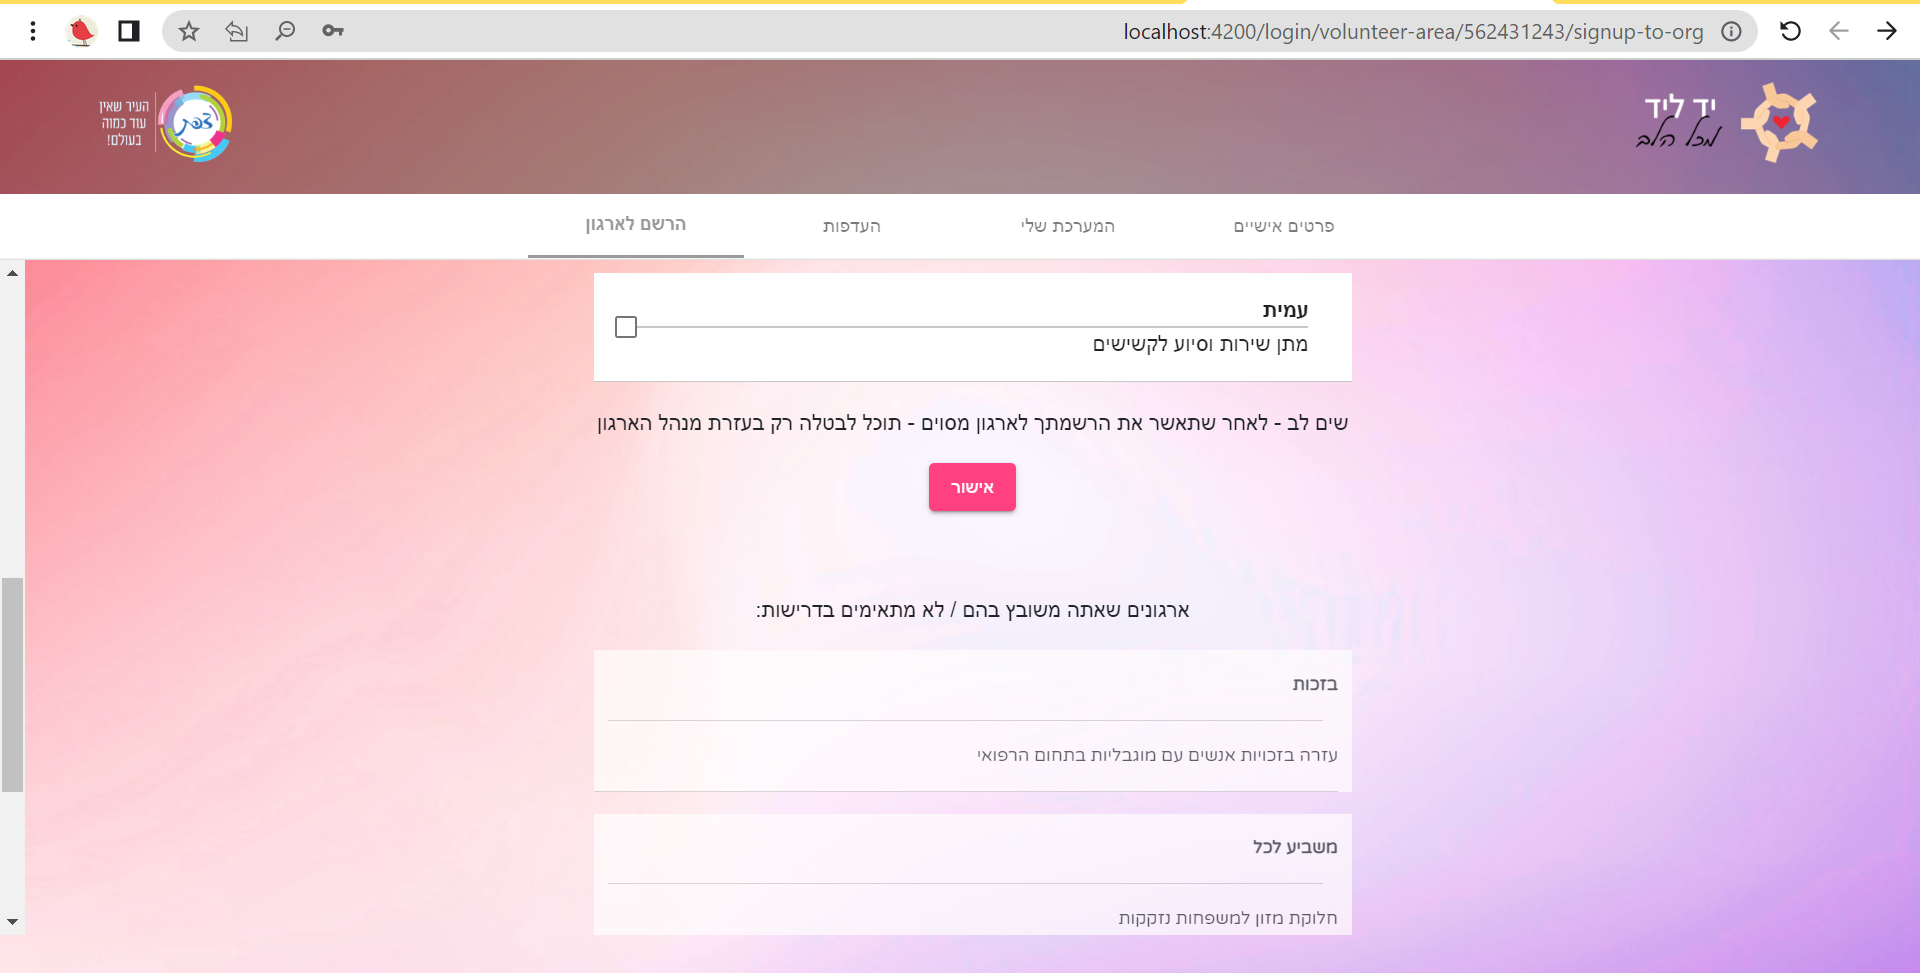 localhost:4200/login/volunteer-area/562431243/signup-to-org
יד ליד
מכל הלב
צפת
העיר שאין
עוד כמוה
בעולם!
פרטים אישיים
המערכת שלי
העדפות
הרשם לארגון
עמית
מתן שירות וסיוע לקשישים
שים לב - לאחר שתאשר את הרשמתך לארגון מסוים - תוכל לבטלה רק בעזרת מנהל הארגון
אישור
ארגונים שאתה משובץ בהם / לא מתאימים בדרישות:
בזכות
עזרה בזכויות אנשים עם מוגבליות בתחום הרפואי
משביע לכל
חלוקת מזון למשפחות נזקקות